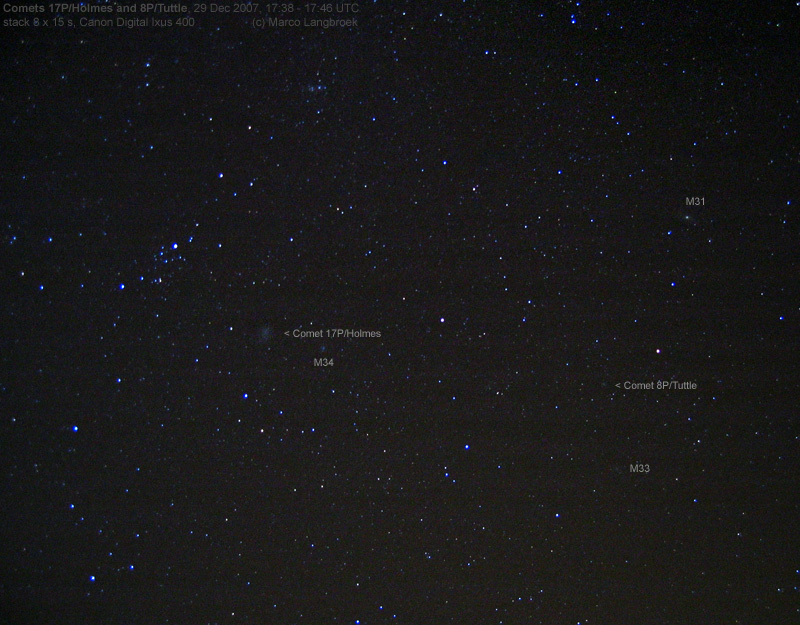 Comets 17P/Holmes and 8P/Tuttle, 29 Dec 2007, 17:38 - 17:46 UTC
stack 8 x 15 s, Canon Digital Ixus 400 (c) Marco Langbroek
M31
< Comet 17P/Holmes
M34
< Comet 8P/Tuttle
M33